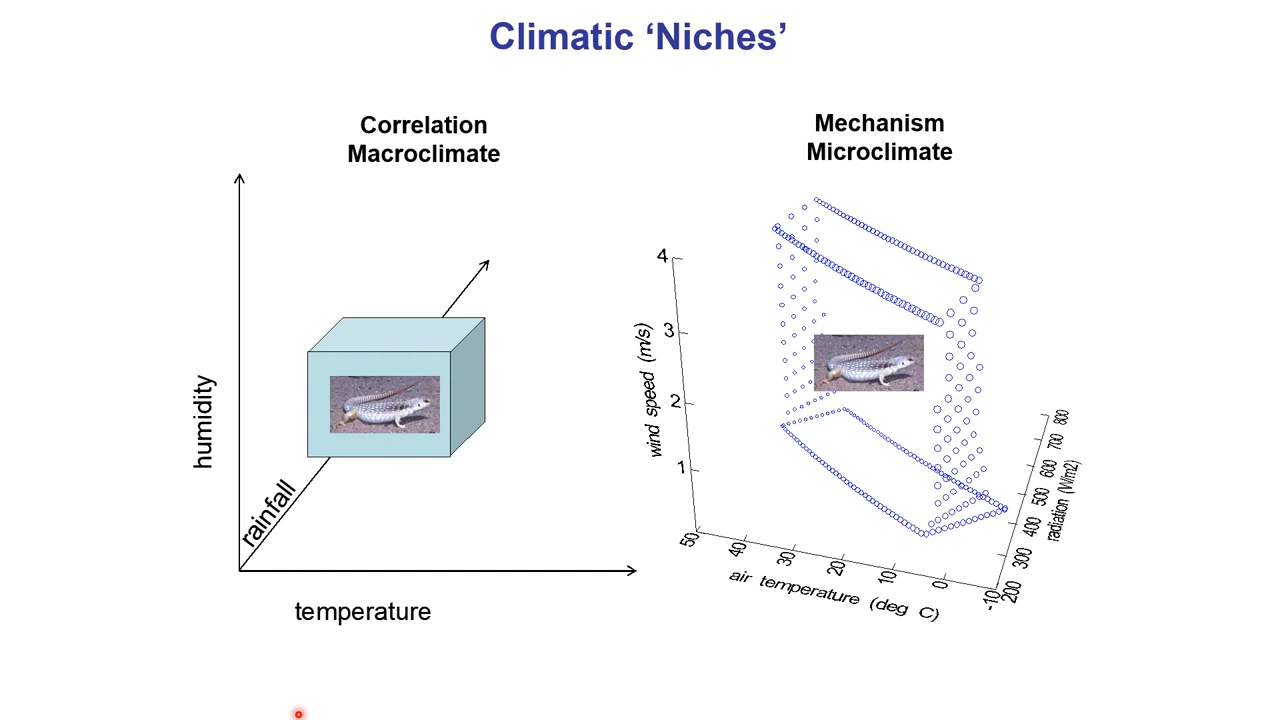 Climatic ‘Niches’
Correlation
Macroclimate
humidity
rainfall
temperature
Mechanism
Microclimate
4
3
2
1
wind speed (m/s)
50
40
30
20
10
0
-10
air temperature (deg C)
200
300
400
500
600
700
800
radiation (W/m2)